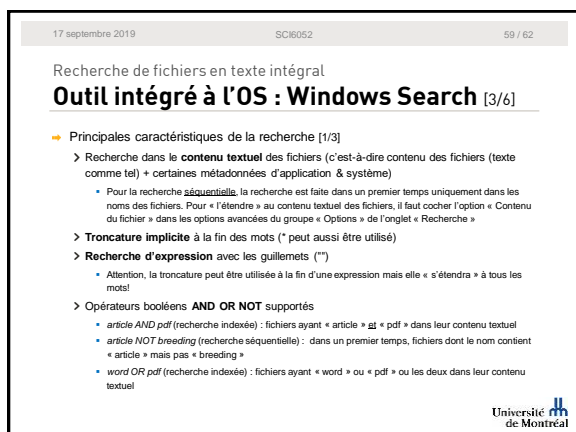 17 septembre 2019 SCI6052 59 / 62
Recherche de fichiers en texte intégral
Outil intégré à l'OS : Windows Search [3/6]
Principales caractéristiques de la recherche [1/3]
Recherche dans le contenu textuel des fichiers (c'est-à-dire contenu des fichiers (texte
comme tel) + certaines métadonnées d'application & système)
Pour la recherche séquentielle, la recherche est faite dans un premier temps uniquement dans les
noms des fichiers. Pour « l'étendre » au contenu textuel des fichiers, il faut cocher l'option « Contenu
du fichier » dans les options avancées du groupe « Options » de l'onglet « Recherche »
Troncature implicite à la fin des mots (* peut aussi être utilisé)
Recherche d'expression avec les guillemets ("")
Attention, la troncature peut être utilisée à la fin d'une expression mais elle « s'étendra » à tous les
mots!
Opérateurs booléens AND OR NOT supportés
article AND pdf (recherche indexée) : fichiers ayant « article » et « pdf » dans leur contenu textuel
article NOT breeding (recherche séquentielle) : dans un premier temps, fichiers dont le nom contient
« article » mais pas « breeding »
word OR pdf (recherche indexée) : fichiers ayant « word » ou « pdf » ou les deux dans leur contenu
textuel
Université
de Montréal